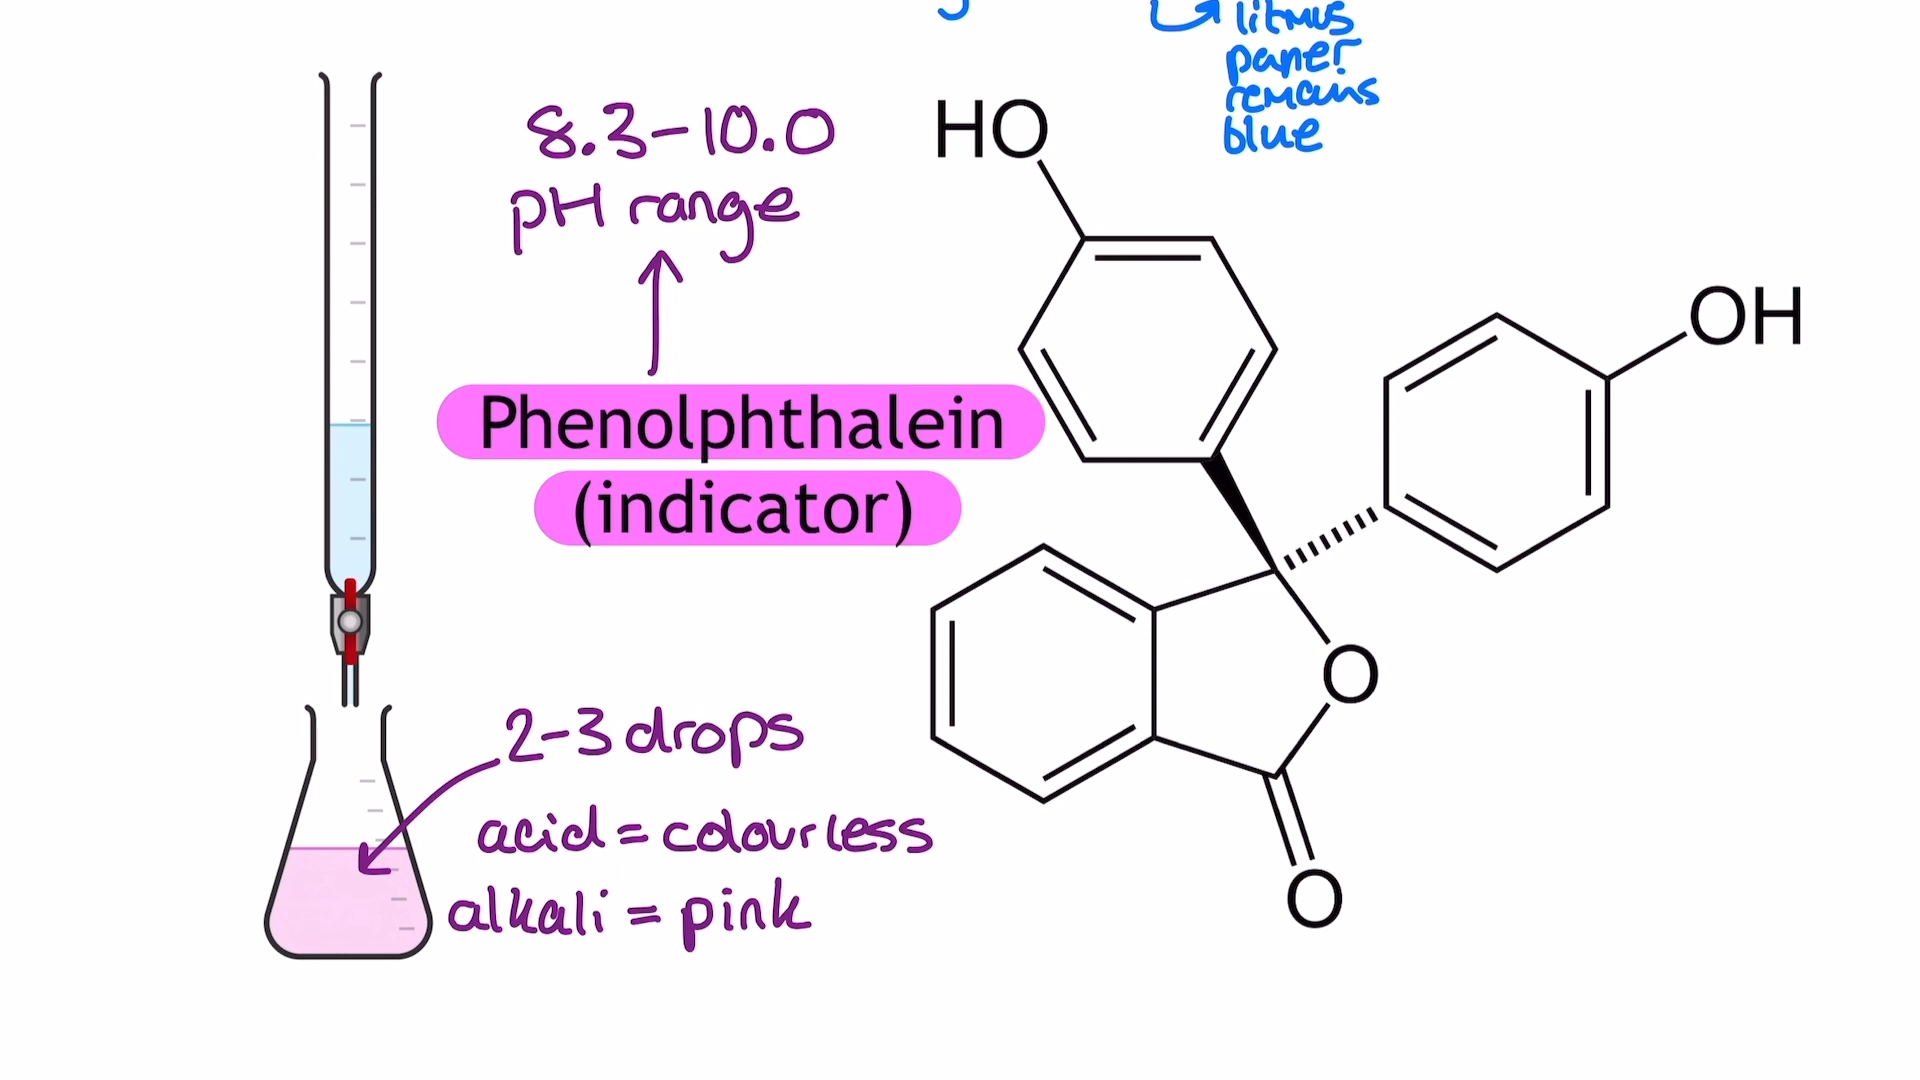 litmus
paper
remains
blue
8.3-10.0
pH range
Phenolphthalein
(indicator)
2-3 drops
acid = colourless
alkali = pink
HO
OH
O
O